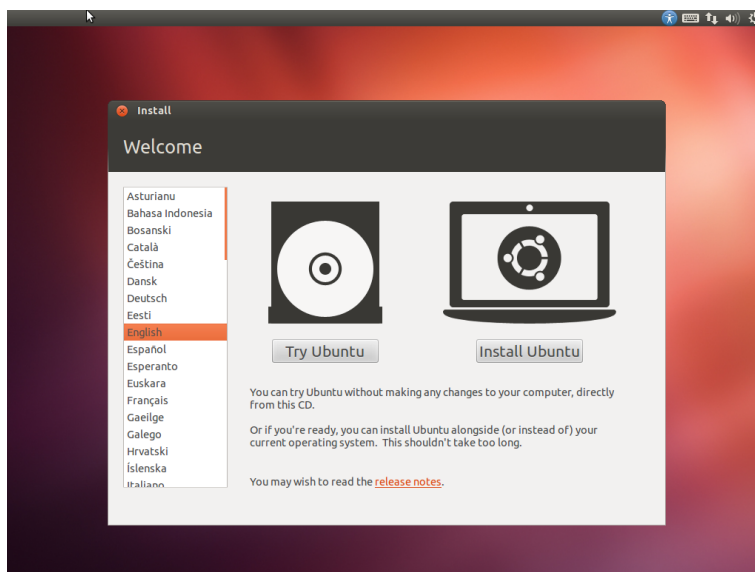 Install
Welcome
Asturianu
Bahasa Indonesia
Bosanski
Català
Čeština
Dansk
Deutsch
Eesti
English
Español
Esperanto
Euskara
Français
Gaeilge
Galego
Hrvatski
Íslenska
Italiano
Try Ubuntu
Install Ubuntu
You can try Ubuntu without making any changes to your computer, directly
from this CD.
Or if you're ready, you can install Ubuntu alongside (or instead of) your
current operating system. This shouldn't take too long.
You may wish to read the release notes.